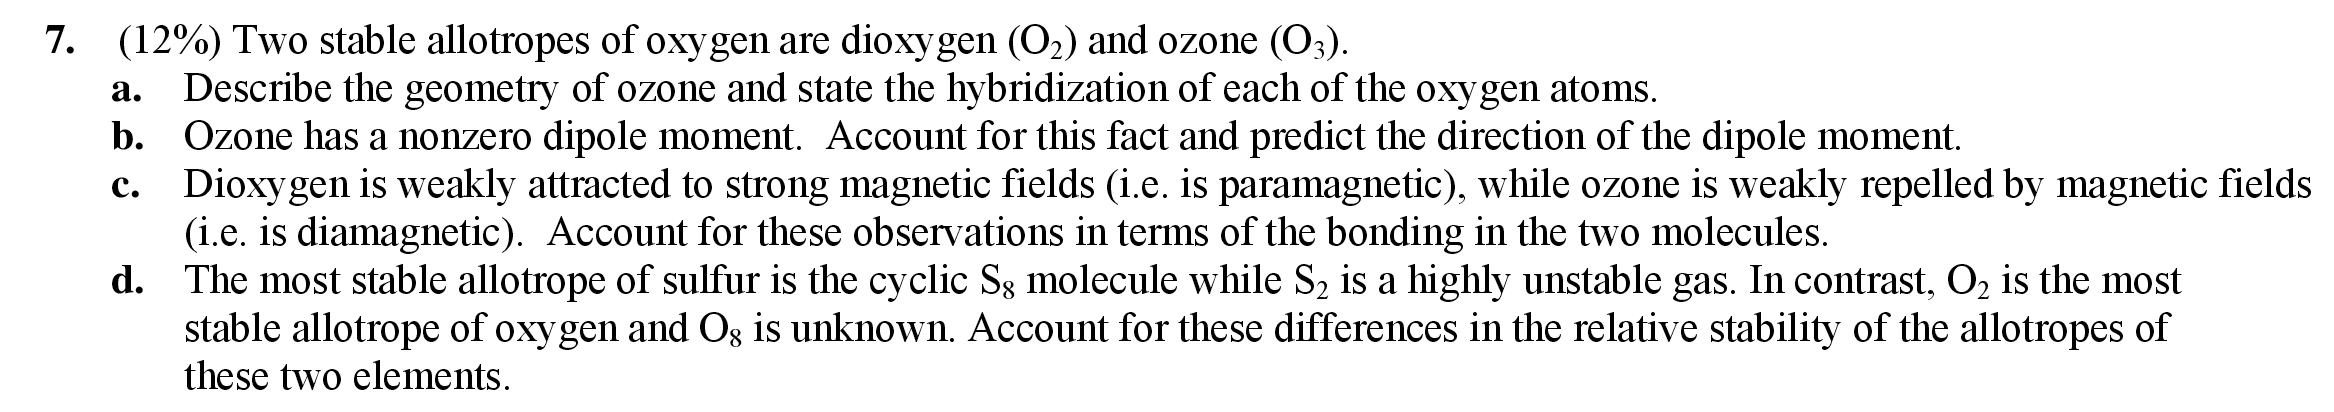 7. (12%) Two stable allotropes of oxygen are dioxygen (O₂) and ozone (O₃).
a. Describe the geometry of ozone and state the hybridization of each of the oxygen atoms.
b. Ozone has a nonzero dipole moment.  Account for this fact and predict the direction of the dipole moment.
c. Dioxygen is weakly attracted to strong magnetic fields (i.e. is paramagnetic), while ozone is weakly repelled by magnetic fields
(i.e. is diamagnetic).  Account for these observations in terms of the bonding in the two molecules.
d. The most stable allotrope of sulfur is the cyclic S₈ molecule while S₂ is a highly unstable gas. In contrast, O₂ is the most
stable allotrope of oxygen and O₈ is unknown. Account for these differences in the relative stability of the allotropes of
these two elements.